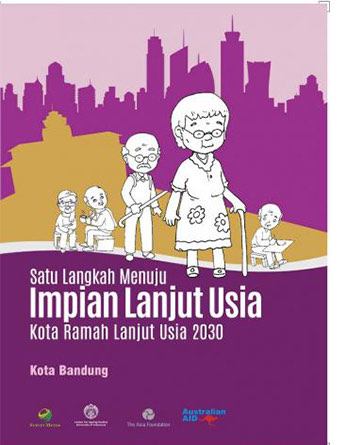 Satu Langkah Menuju
Impian Lanjut Usia
Kota Ramah Lanjut Usia 2030
Kota Bandung
The Asia Foundation
Australian
AID